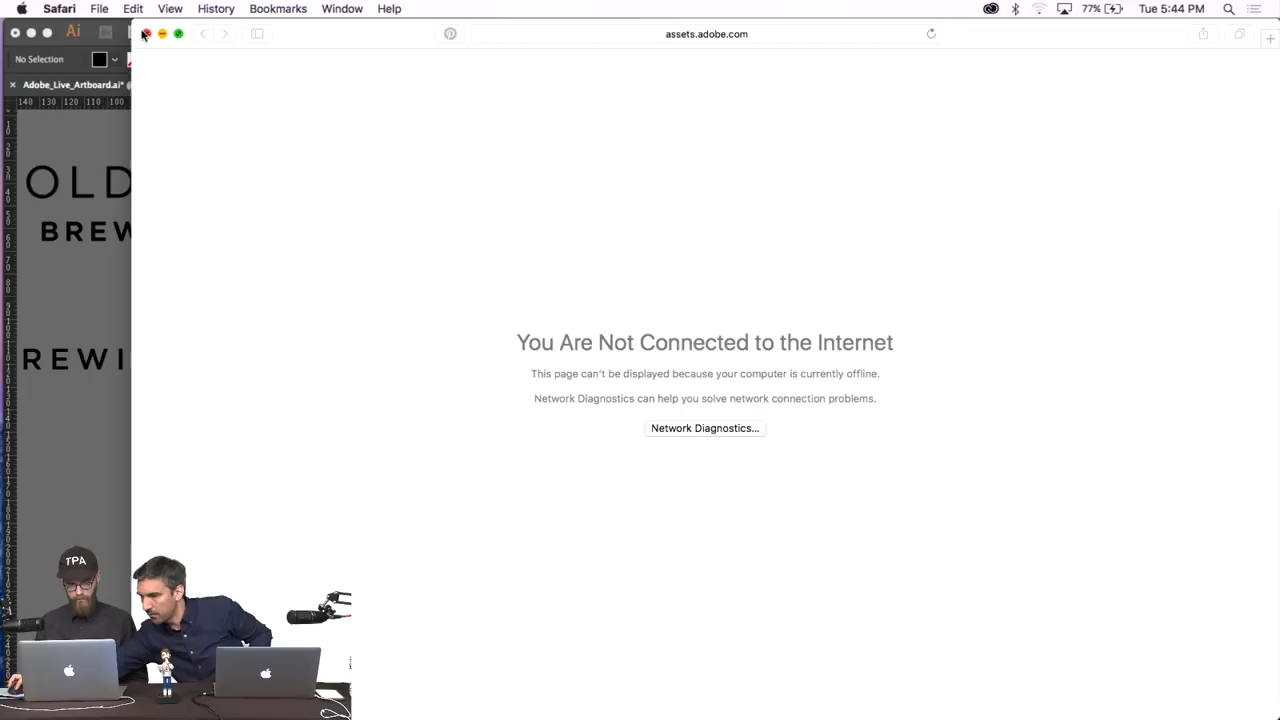 Safari File Edit View History Bookmarks Window Help 77% Tue 5:44 PM
Ai
assets.adobe.com
No Selection
Adobe_Live_Artboard.ai* @
140 130 120 110 100
OLD
BREW
REWI
You Are Not Connected to the Internet
This page can't be displayed because your computer is currently offline.
Network Diagnostics can help you solve network connection problems.
Network Diagnostics...
TPA